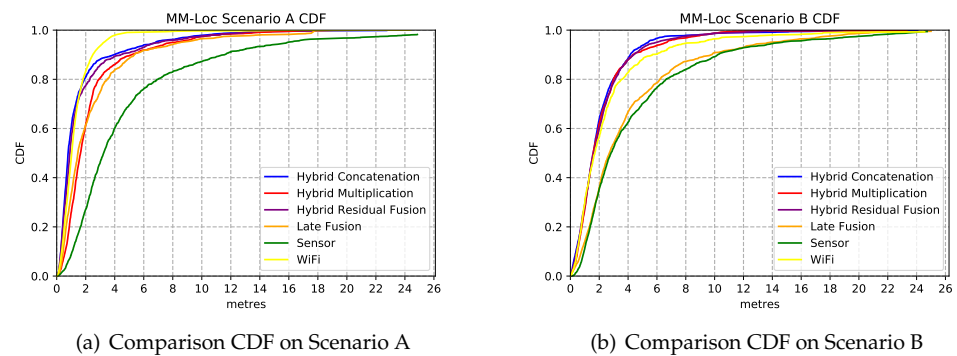 MM-Loc Scenario A CDF
1.0
0.8
0.6
0.4
0.2
0.0
CDF
0 2 4 6 8 10 12 14 16 18 20 22 24 26
metres
Hybrid Concatenation
Hybrid Multiplication
Hybrid Residual Fusion
Late Fusion
Sensor
WiFi
(a) Comparison CDF on Scenario A
MM-Loc Scenario B CDF
1.0
0.8
0.6
0.4
0.2
0.0
CDF
0 2 4 6 8 10 12 14 16 18 20 22 24 26
metres
Hybrid Concatenation
Hybrid Multiplication
Hybrid Residual Fusion
Late Fusion
Sensor
WiFi
(b) Comparison CDF on Scenario B